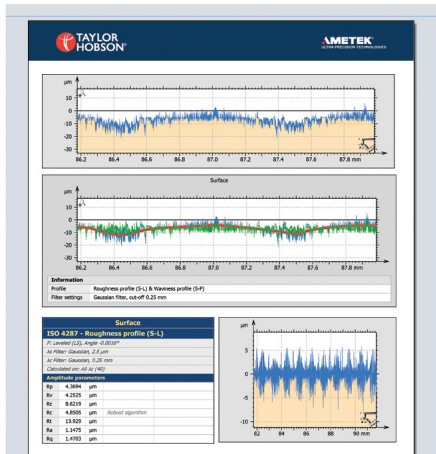 TAYLOR HOBSON®
AMETEK®
ULTRA PRECISION TECHNOLOGIES
µm
10
0
-10
-20
-30
86.2 86.4 86.6 86.8 87.0 87.2 87.4 87.6 87.8 mm
Surface
µm
10
0
-10
-20
-30
86.2 86.4 86.6 86.8 87.0 87.2 87.4 87.6 87.8 mm
Information
Profile Roughness profile (S-L) & Waviness profile (S-F)
Filter settings Gaussian filter, cut-off 0.25 mm
Surface
ISO 4287 - Roughness profile (S-L)
F: Leveled (LS), Angle -0.0016°
λs Filter: Gaussian, 2.5 µm
λc Filter: Gaussian, 0.25 mm
Calculated on: All λc (40)
Amplitude parameters
Rp 4.3694 µm
Rv 4.2525 µm
Rz 8.6219 µm
Rc 4.8505 µm Robust algorithm
Rt 13.929 µm
Ra 1.1475 µm
Rq 1.4703 µm
µm
5
0
-5
-10
82 84 86 88 90 mm